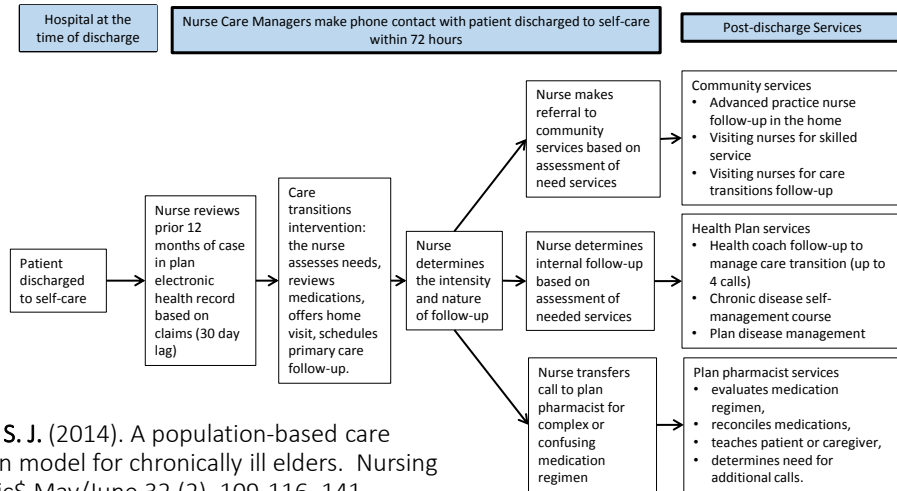 Hospital at the
time of discharge
Nurse Care Managers make phone contact with patient discharged to self-care
within 72 hours
Post-discharge Services
Patient
discharged
to self-care
Nurse reviews
prior 12
months of case
in plan
electronic
health record
based on
claims (30 day
lag)
Care
transitions
intervention:
the nurse
assesses needs,
reviews
medications,
offers home
visit, schedules
primary care
follow-up.
Nurse
determines
the intensity
and nature
of follow-up
Nurse makes
referral to
community
services based on
assessment of
need services
Community services
• Advanced practice nurse
follow-up in the home
• Visiting nurses for skilled
service
• Visiting nurses for care
transitions follow-up
Nurse determines
internal follow-up
based on
assessment of
needed services
Health Plan services
• Health coach follow-up to
manage care transition (up to
4 calls)
• Chronic disease self-
management course
• Plan disease management
Nurse transfers
call to plan
pharmacist for
complex or
confusing
medication
regimen
Plan pharmacist services
• evaluates medication
regimen,
• reconciles medications,
• teaches patient or caregiver,
• determines need for
additional calls.
S. J. (2014). A population-based care
n model for chronically ill elders. Nursing
ic$ May/June 32 (2), 109-116, 141